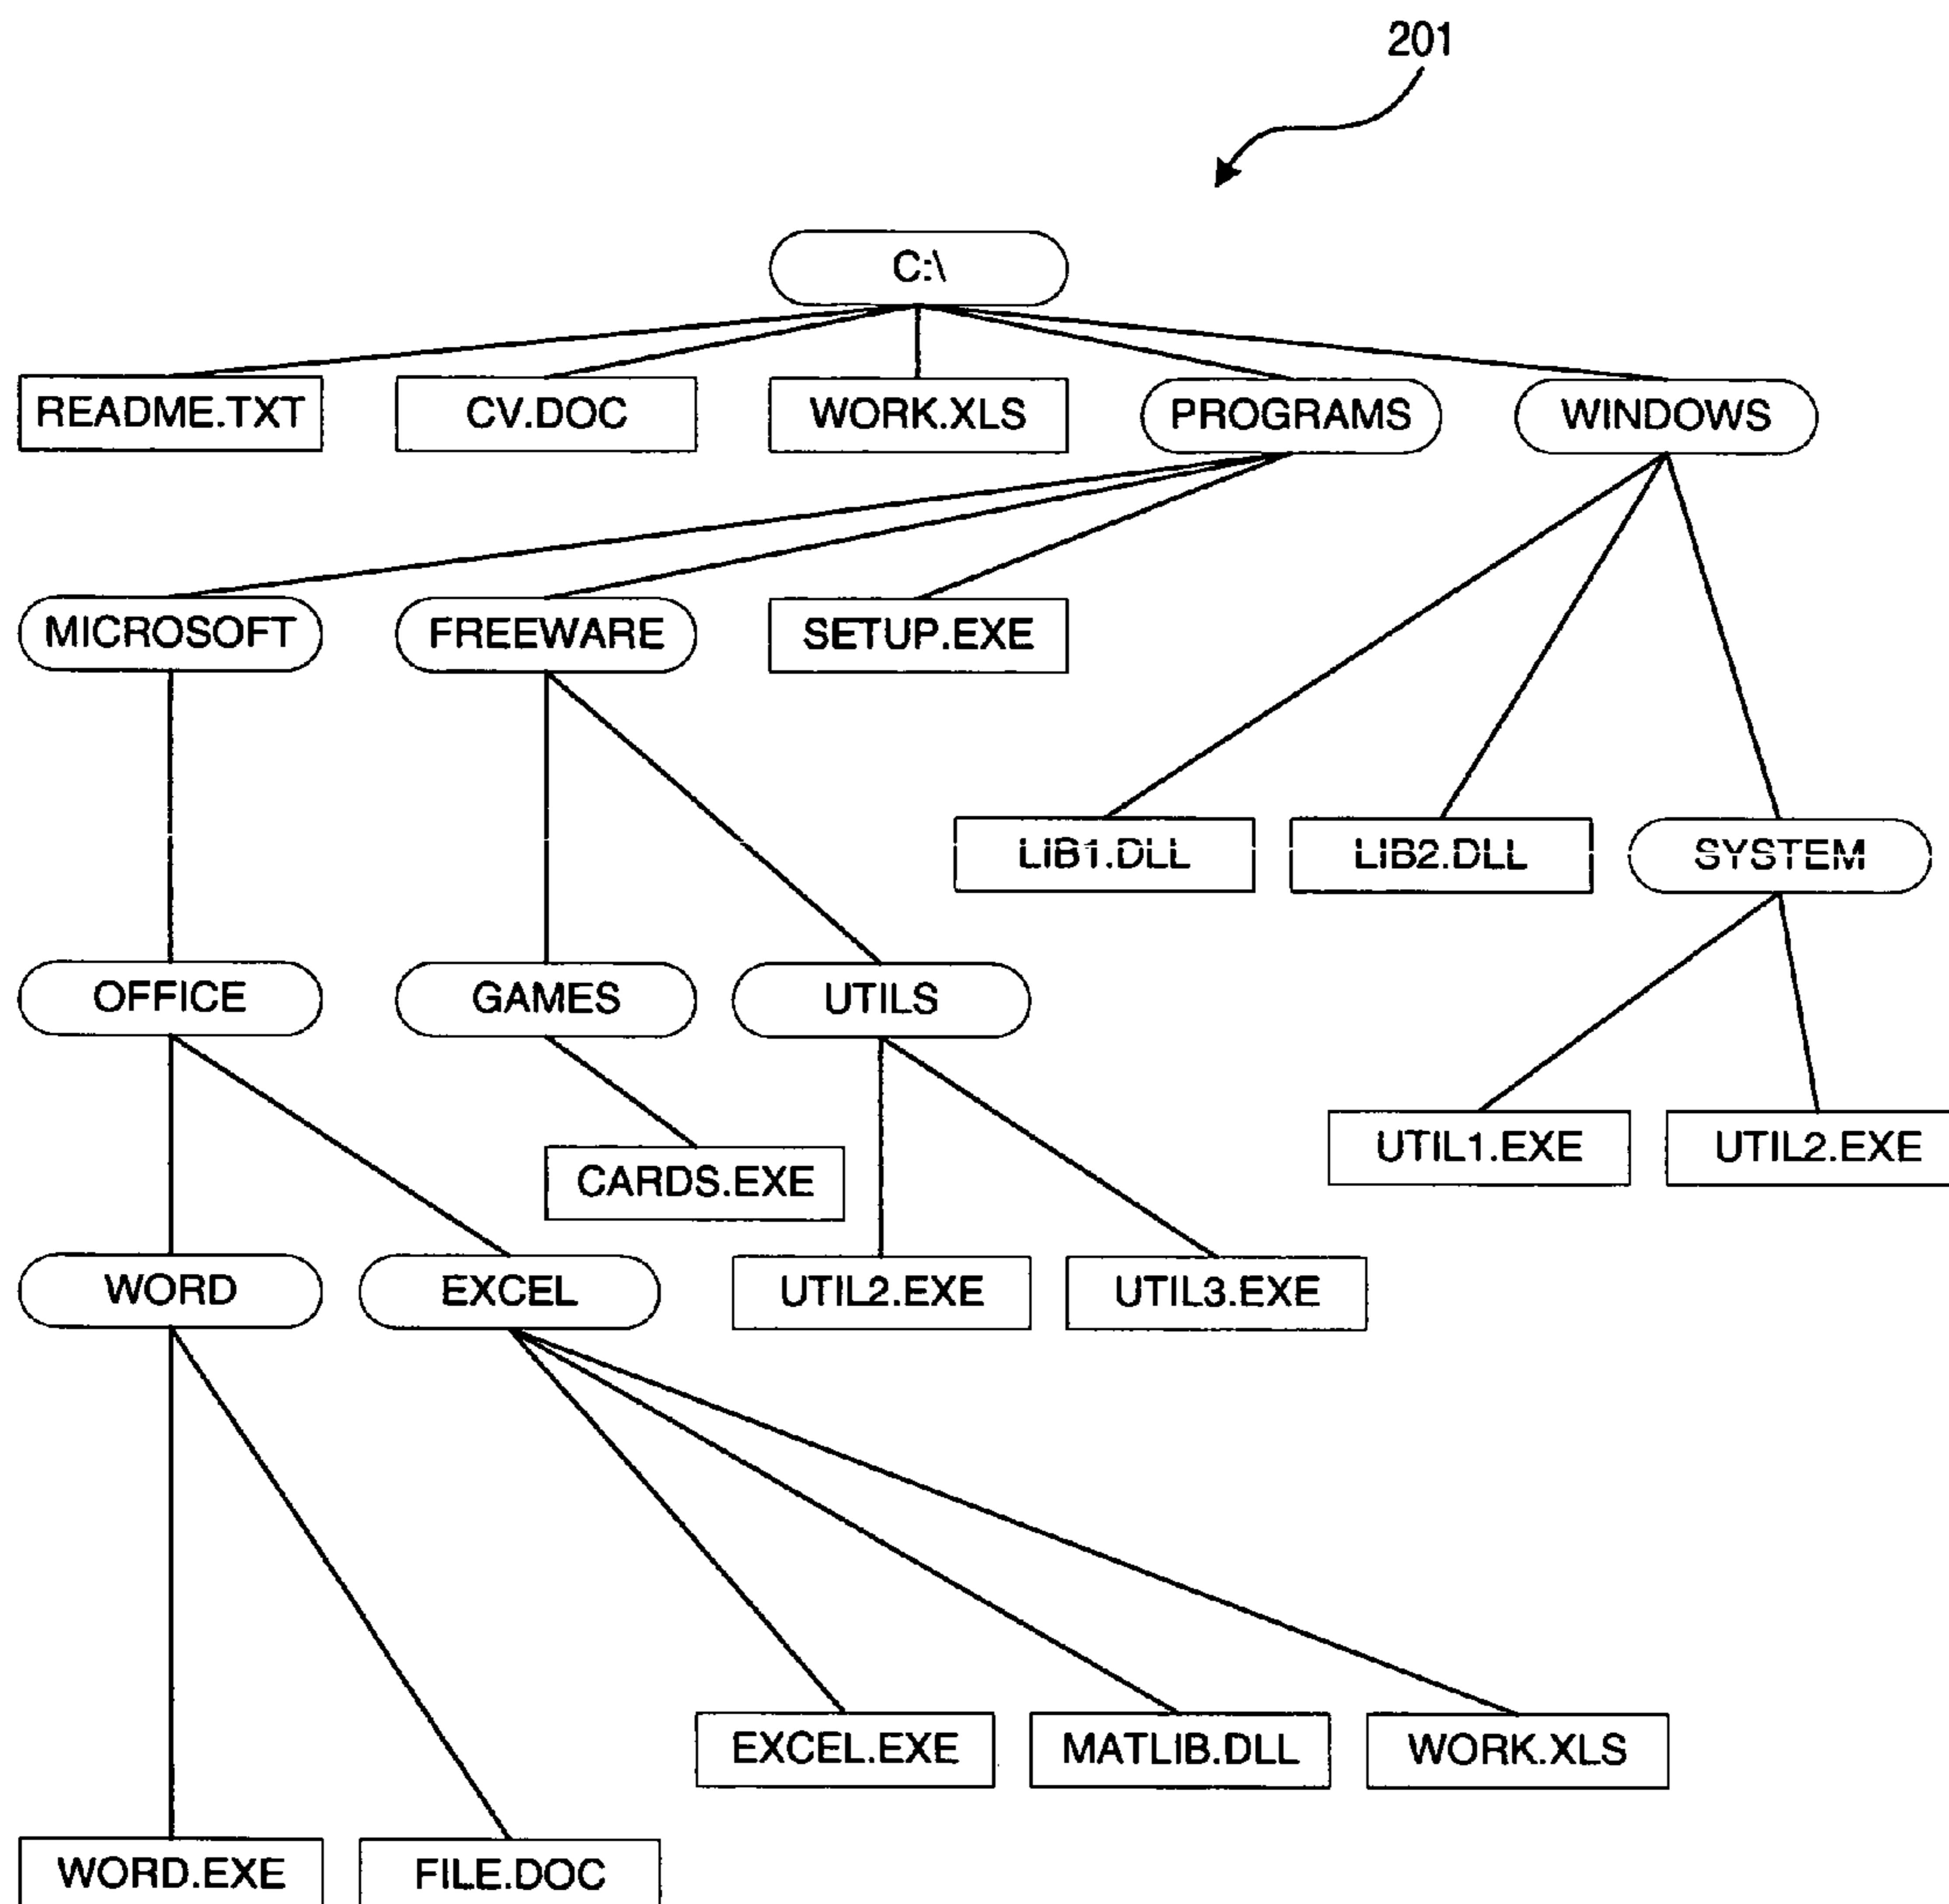 201
C:\
README.TXT
CV.DOC
WORK.XLS
PROGRAMS
WINDOWS
MICROSOFT
FREEWARE
SETUP.EXE
LIB1.DLL
LIB2.DLL
SYSTEM
OFFICE
GAMES
UTILS
UTIL1.EXE
UTIL2.EXE
CARDS.EXE
WORD
EXCEL
UTIL2.EXE
UTIL3.EXE
EXCEL.EXE
MATLIB.DLL
WORK.XLS
WORD.EXE
FILE.DOC